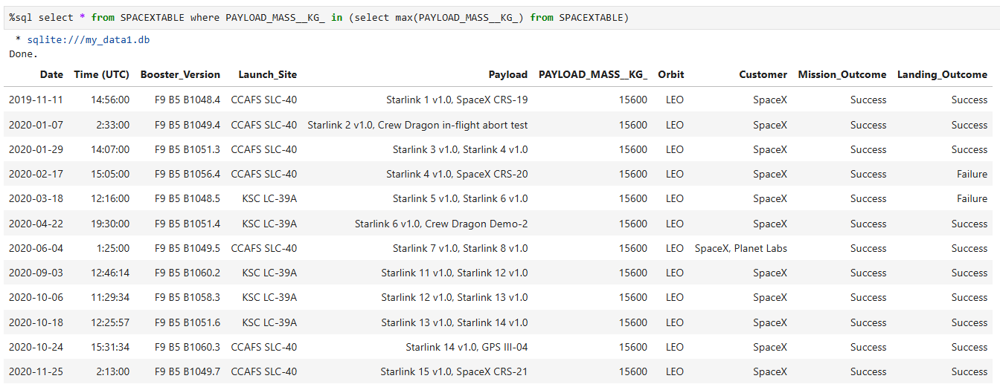 %sql select * from SPACEXTABLE where PAYLOAD_MASS__KG_ in (select max(PAYLOAD_MASS__KG_) from SPACEXTABLE)
* sqlite:///my_data1.db
Done.
Date Time (UTC) Booster_Version Launch_Site Payload PAYLOAD_MASS__KG_ Orbit Customer Mission_Outcome Landing_Outcome
2019-11-11 14:56:00 F9 B5 B1048.4 CCAFS SLC-40 Starlink 1 v1.0, SpaceX CRS-19 15600 LEO SpaceX Success Success
2020-01-07 2:33:00 F9 B5 B1049.4 CCAFS SLC-40 Starlink 2 v1.0, Crew Dragon in-flight abort test 15600 LEO SpaceX Success Success
2020-01-29 14:07:00 F9 B5 B1051.3 CCAFS SLC-40 Starlink 3 v1.0, Starlink 4 v1.0 15600 LEO SpaceX Success Success
2020-02-17 15:05:00 F9 B5 B1056.4 CCAFS SLC-40 Starlink 4 v1.0, SpaceX CRS-20 15600 LEO SpaceX Success Failure
2020-03-18 12:16:00 F9 B5 B1048.5 KSC LC-39A Starlink 5 v1.0, Starlink 6 v1.0 15600 LEO SpaceX Success Failure
2020-04-22 19:30:00 F9 B5 B1051.4 KSC LC-39A Starlink 6 v1.0, Crew Dragon Demo-2 15600 LEO SpaceX Success Success
2020-06-04 1:25:00 F9 B5 B1049.5 CCAFS SLC-40 Starlink 7 v1.0, Starlink 8 v1.0 15600 LEO SpaceX, Planet Labs Success Success
2020-09-03 12:46:14 F9 B5 B1060.2 KSC LC-39A Starlink 11 v1.0, Starlink 12 v1.0 15600 LEO SpaceX Success Success
2020-10-06 11:29:34 F9 B5 B1058.3 KSC LC-39A Starlink 12 v1.0, Starlink 13 v1.0 15600 LEO SpaceX Success Success
2020-10-18 12:25:57 F9 B5 B1051.6 KSC LC-39A Starlink 13 v1.0, Starlink 14 v1.0 15600 LEO SpaceX Success Success
2020-10-24 15:31:34 F9 B5 B1060.3 CCAFS SLC-40 Starlink 14 v1.0, GPS III-04 15600 LEO SpaceX Success Success
2020-11-25 2:13:00 F9 B5 B1049.7 CCAFS SLC-40 Starlink 15 v1.0, SpaceX CRS-21 15600 LEO SpaceX Success Success